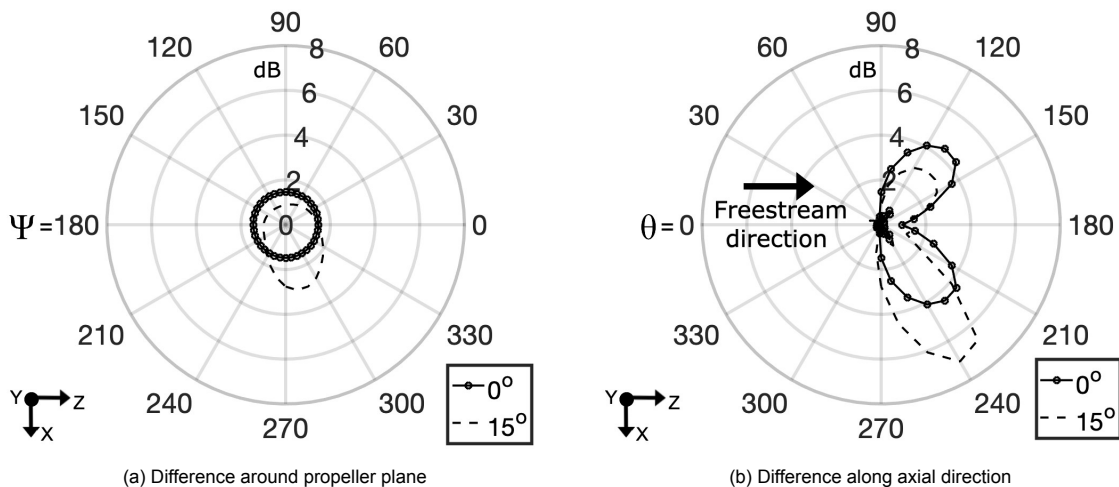 90
120
8
60
dB
6
150
30
4
2
Ψ=180
0
0
210
330
240
300
270
Y
Z
X
0°
15°
(a) Difference around propeller plane
90
60
8
120
dB
6
30
150
4
2
Freestream
direction
θ=0
180
330
210
300
240
270
Y
Z
X
0°
15°
(b) Difference along axial direction